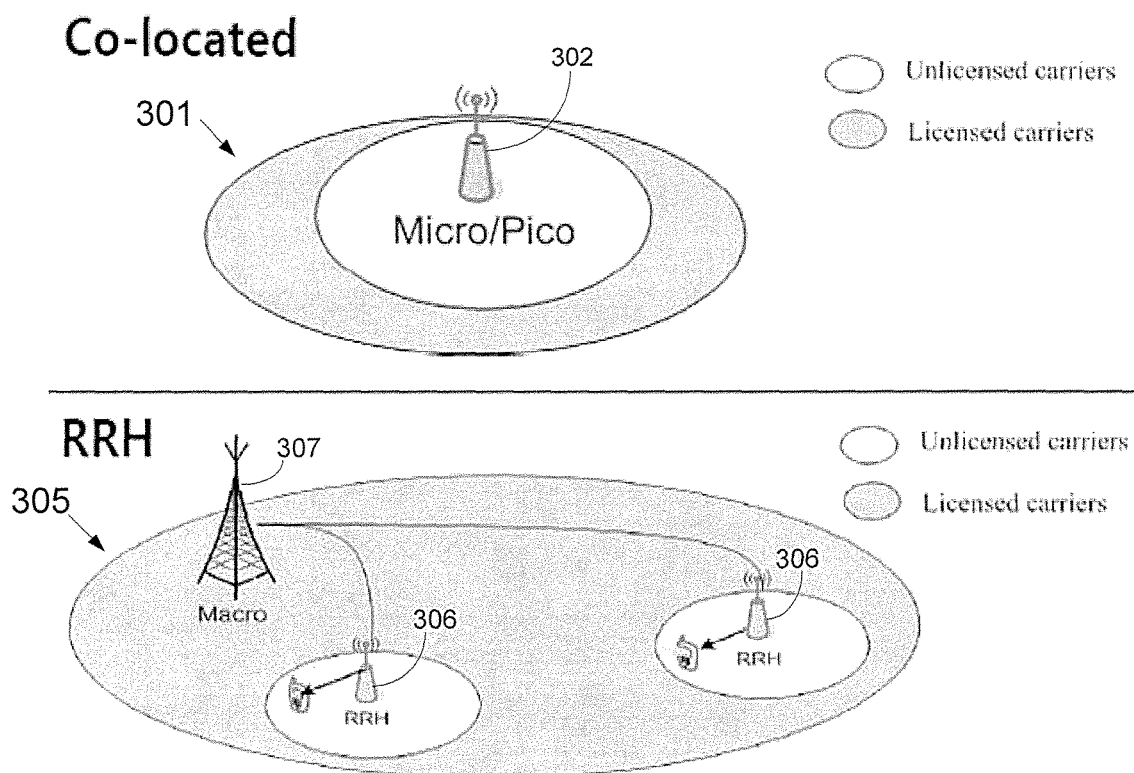 Co-located
302
Unlicensed carriers
301
Licensed carriers
Micro/Pico
RRH
307
Unlicensed carriers
305
Licensed carriers
306
Macro
306
RRH
RRH